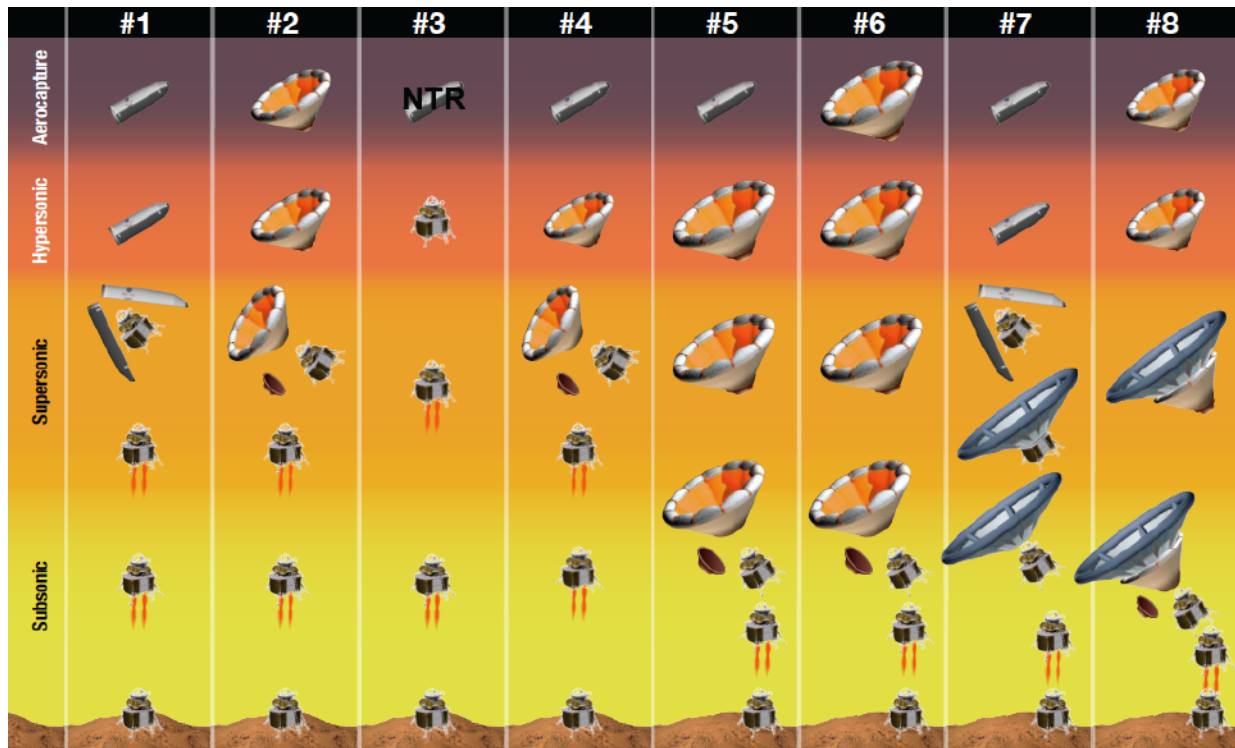 #1 #2 #3 #4 #5 #6 #7 #8
Aerocapture
NTR
Hypersonic
Supersonic
Subsonic